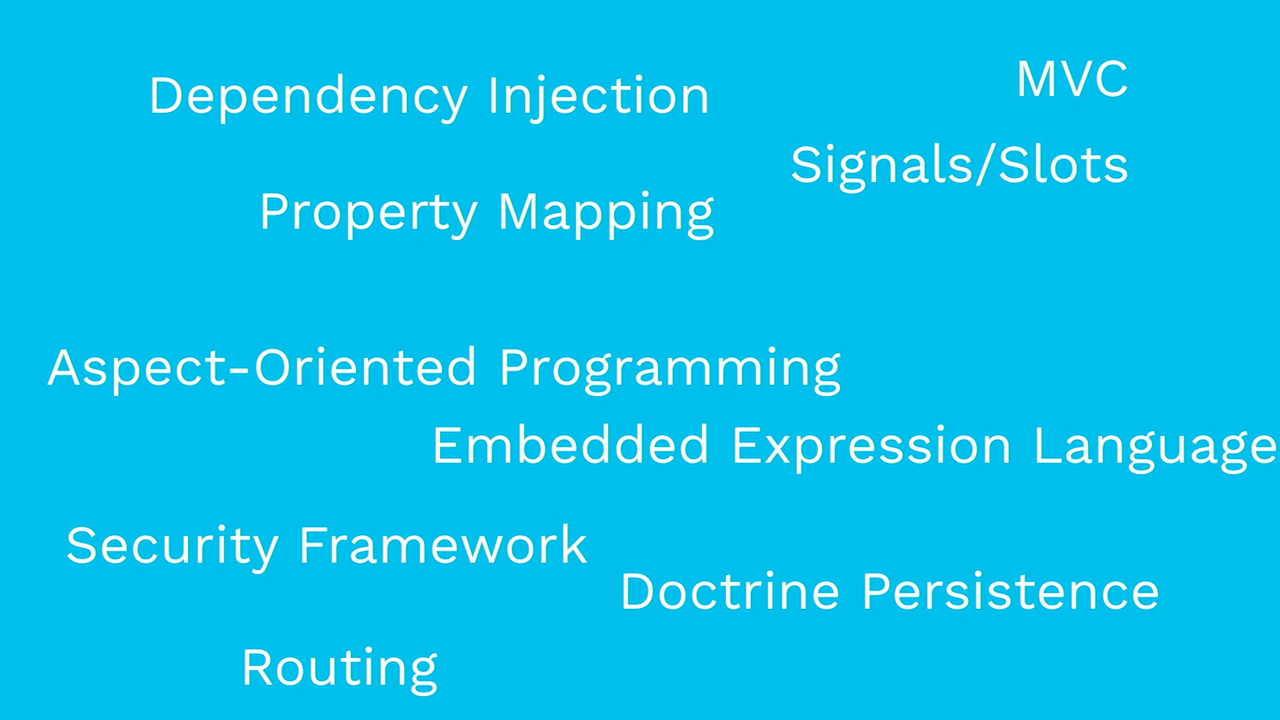 Dependency Injection
MVC
Signals/Slots
Property Mapping
Aspect-Oriented Programming
Embedded Expression Language
Security Framework
Doctrine Persistence
Routing